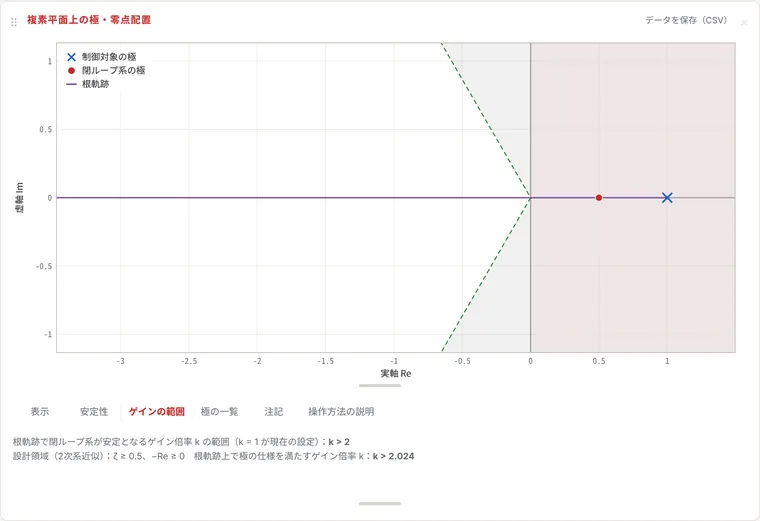 複素平面上の極・零点配置
データを保存（CSV）
×
制御対象の極
閉ループ系の極
根軌跡
1
0.5
0
-0.5
-1
虚軸 Im
-3
-2.5
-2
-1.5
-1
-0.5
0
0.5
1
実軸 Re
表示 安定性 ゲインの範囲 極の一覧 注記 操作方法の説明
根軌跡で閉ループ系が安定となるゲイン倍率 k の範囲（k = 1 が現在の設定）: k > 2
設計領域（2次系近似）: ζ ≥ 0.5、−Re ≥ 0 根軌跡上で極の仕様を満たすゲイン倍率 k : k > 2.024